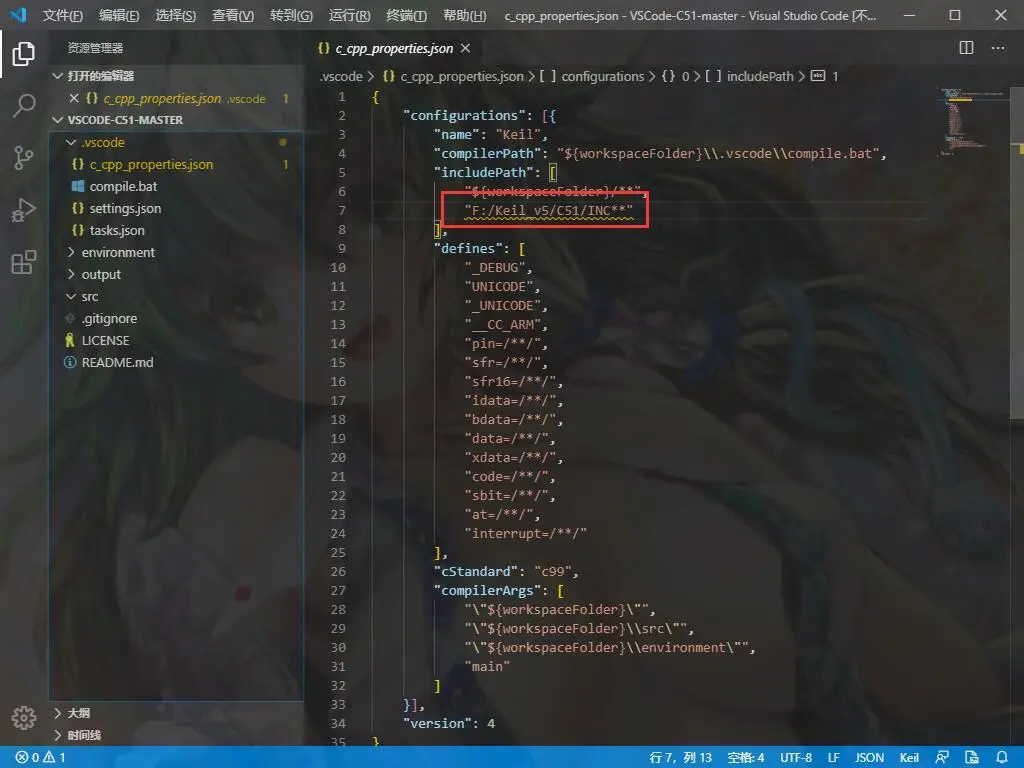 文件(F) 编辑(E) 选择(S) 查看(V) 转到(G) 运行(R) 终端(T) 帮助(H) c_cpp_properties.json - VSCode-C51-master - Visual Studio Code [不...
资源管理器
打开的编辑器
c_cpp_properties.json .vscode 1
VSCODE-C51-MASTER
.vscode
c_cpp_properties.json 1
compile.bat
settings.json
tasks.json
environment
output
src
.gitignore
LICENSE
README.md
大纲
时间线
c_cpp_properties.json
.vscode > c_cpp_properties.json > [ ] configurations > { } 0 > [ ] includePath > 1
1 {
2 "configurations": [{
3 "name": "Keil",
4 "compilerPath": "${workspaceFolder}\\.vscode\\compile.bat",
5 "includePath": [
6 "${workspaceFolder}/**",
7 "F:/Keil_v5/C51/INC**"
8 ],
9 "defines": [
10 "_DEBUG",
11 "UNICODE",
12 "_UNICODE",
13 "__CC_ARM",
14 "pin=/**/",
15 "sfr=/**/",
16 "sfr16=/**/",
17 "idata=/**/",
18 "bdata=/**/",
19 "data=/**/",
20 "xdata=/**/",
21 "code=/**/",
22 "sbit=/**/",
23 "at=/**/",
24 "interrupt=/**/"
25 ],
26 "cStandard": "c99",
27 "compilerArgs": [
28 "\"${workspaceFolder}\"",
29 "\"${workspaceFolder}\\src\"",
30 "\"${workspaceFolder}\\environment\"",
31 "main"
32 ]
33 }],
34 "version": 4
35 }
0 1 行 7，列 13 空格: 4 UTF-8 LF JSON Keil